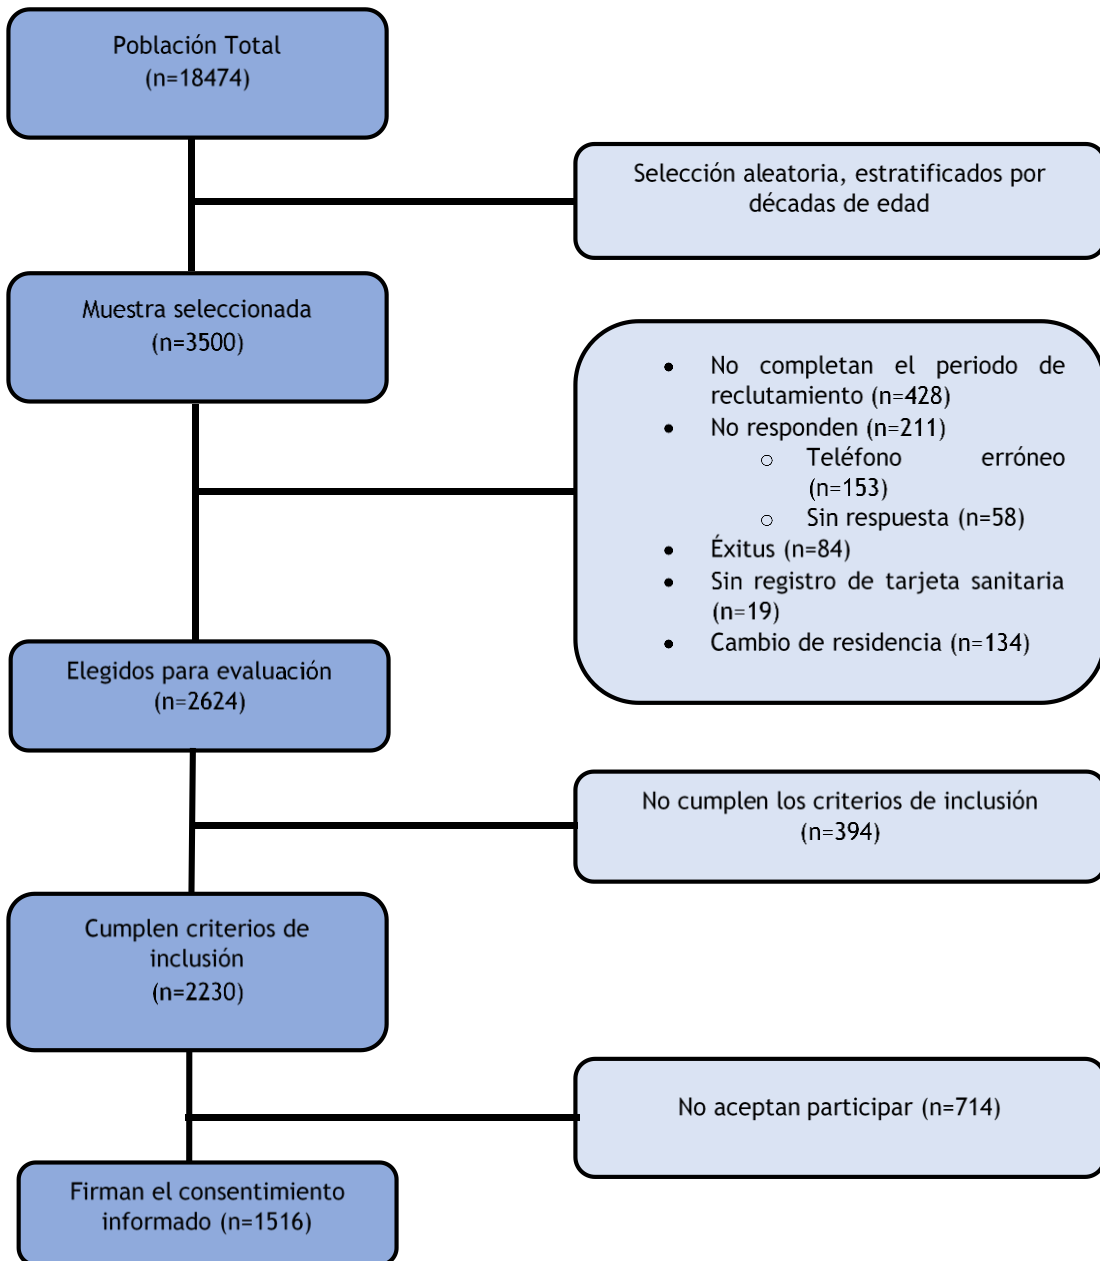 Población Total
(n=18474)
Selección aleatoria, estratificados por
décadas de edad
Muestra seleccionada
(n=3500)
• No completan el periodo de
reclutamiento (n=428)
• No responden (n=211)
o Teléfono erróneo
(n=153)
o Sin respuesta (n=58)
• Éxitus (n=84)
• Sin registro de tarjeta sanitaria
(n=19)
• Cambio de residencia (n=134)
Elegidos para evaluación
(n=2624)
No cumplen los criterios de inclusión
(n=394)
Cumplen criterios de
inclusión
(n=2230)
No aceptan participar (n=714)
Firman el consentimiento
informado (n=1516)